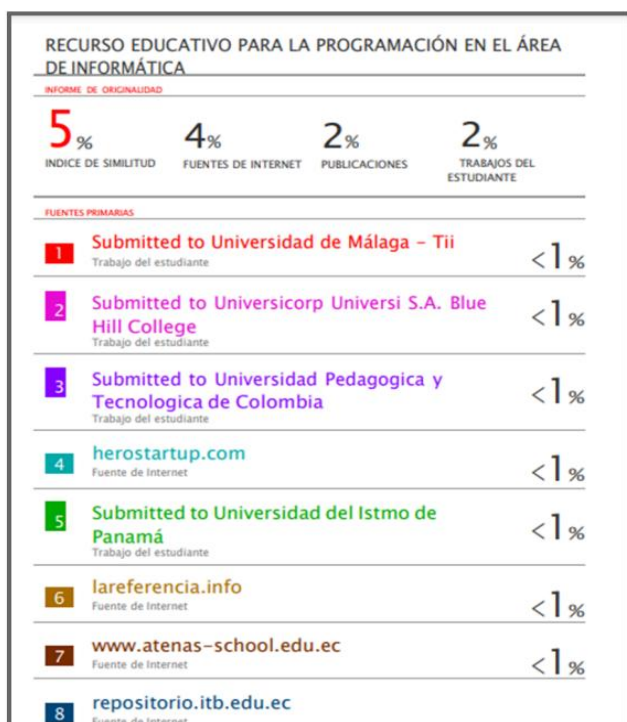 RECURSO EDUCATIVO PARA LA PROGRAMACIÓN EN EL ÁREA
DE INFORMÁTICA
INFORME DE ORIGINALIDAD
5%
INDICE DE SIMILITUD
4%
FUENTES DE INTERNET
2%
PUBLICACIONES
2%
TRABAJOS DEL
ESTUDIANTE
FUENTES PRIMARIAS
1 Submitted to Universidad de Málaga - Tii
Trabajo del estudiante
<1%
2 Submitted to Universicorp Universi S.A. Blue
Hill College
Trabajo del estudiante
<1%
3 Submitted to Universidad Pedagogica y
Tecnologica de Colombia
Trabajo del estudiante
<1%
4 herostartup.com
Fuente de Internet
<1%
5 Submitted to Universidad del Istmo de
Panamá
Trabajo del estudiante
<1%
6 lareferencia.info
Fuente de Internet
<1%
7 www.atenas-school.edu.ec
Fuente de Internet
<1%
8 repositorio.itb.edu.ec
Fuente de Internet